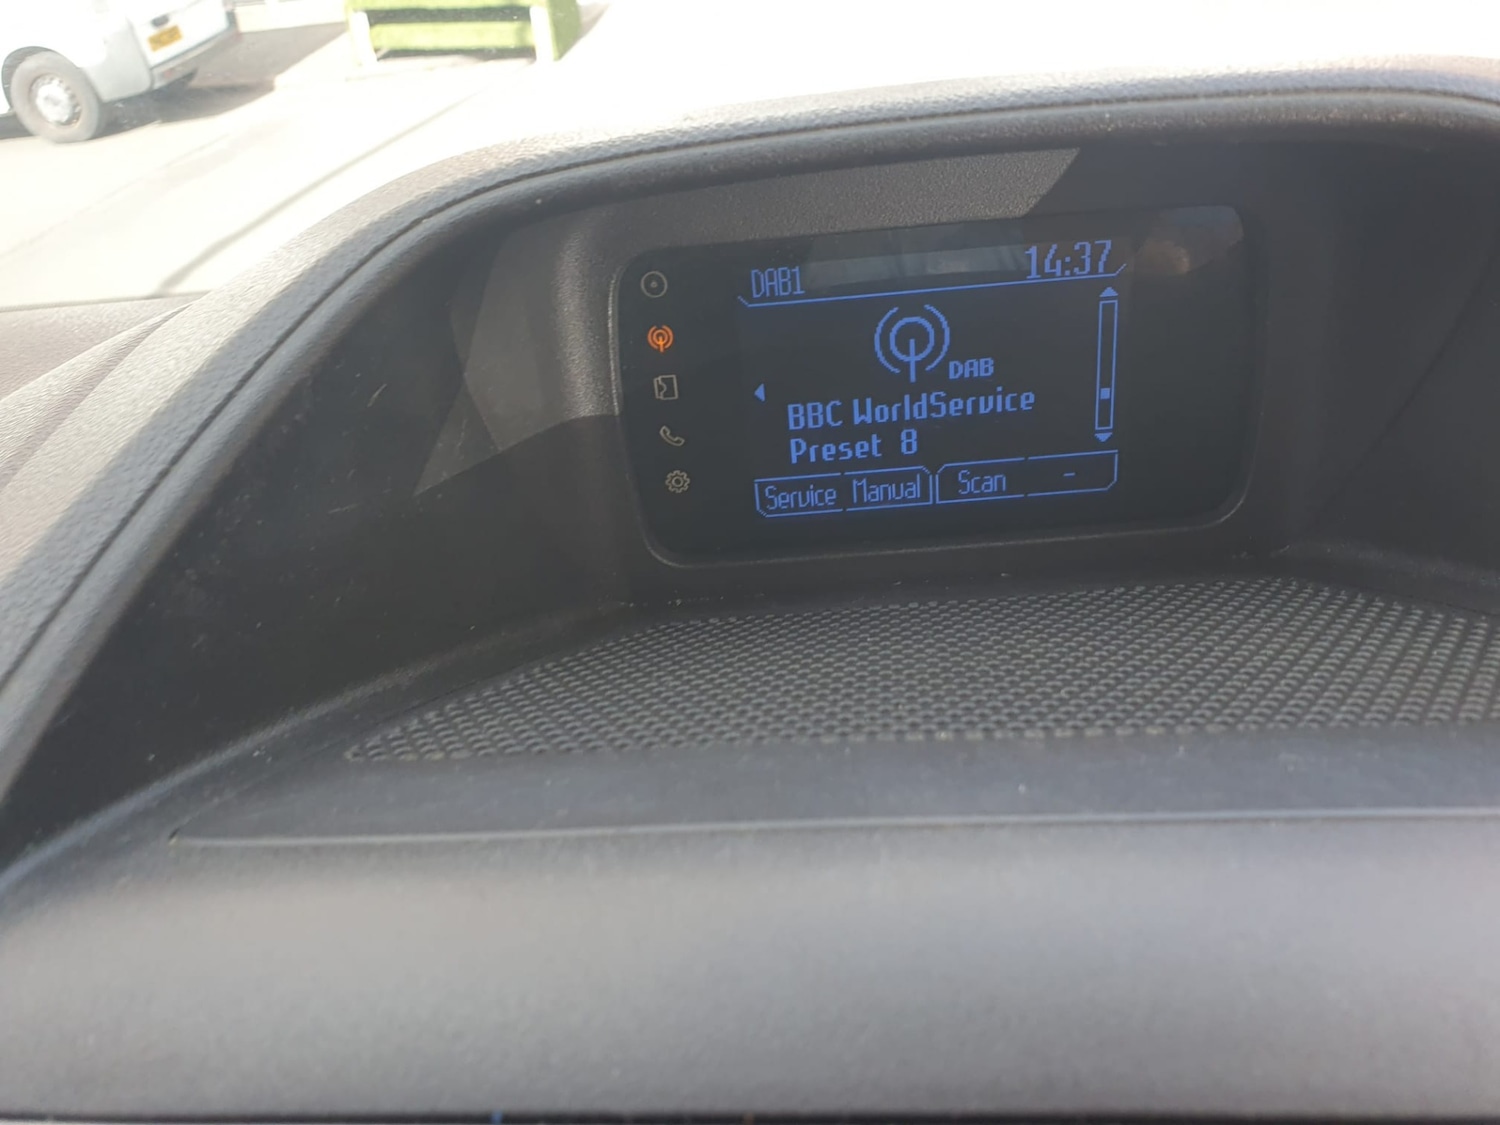 DAB1 14:37
DAB
BBC WorldService
Preset 8
Service Manual Scan -